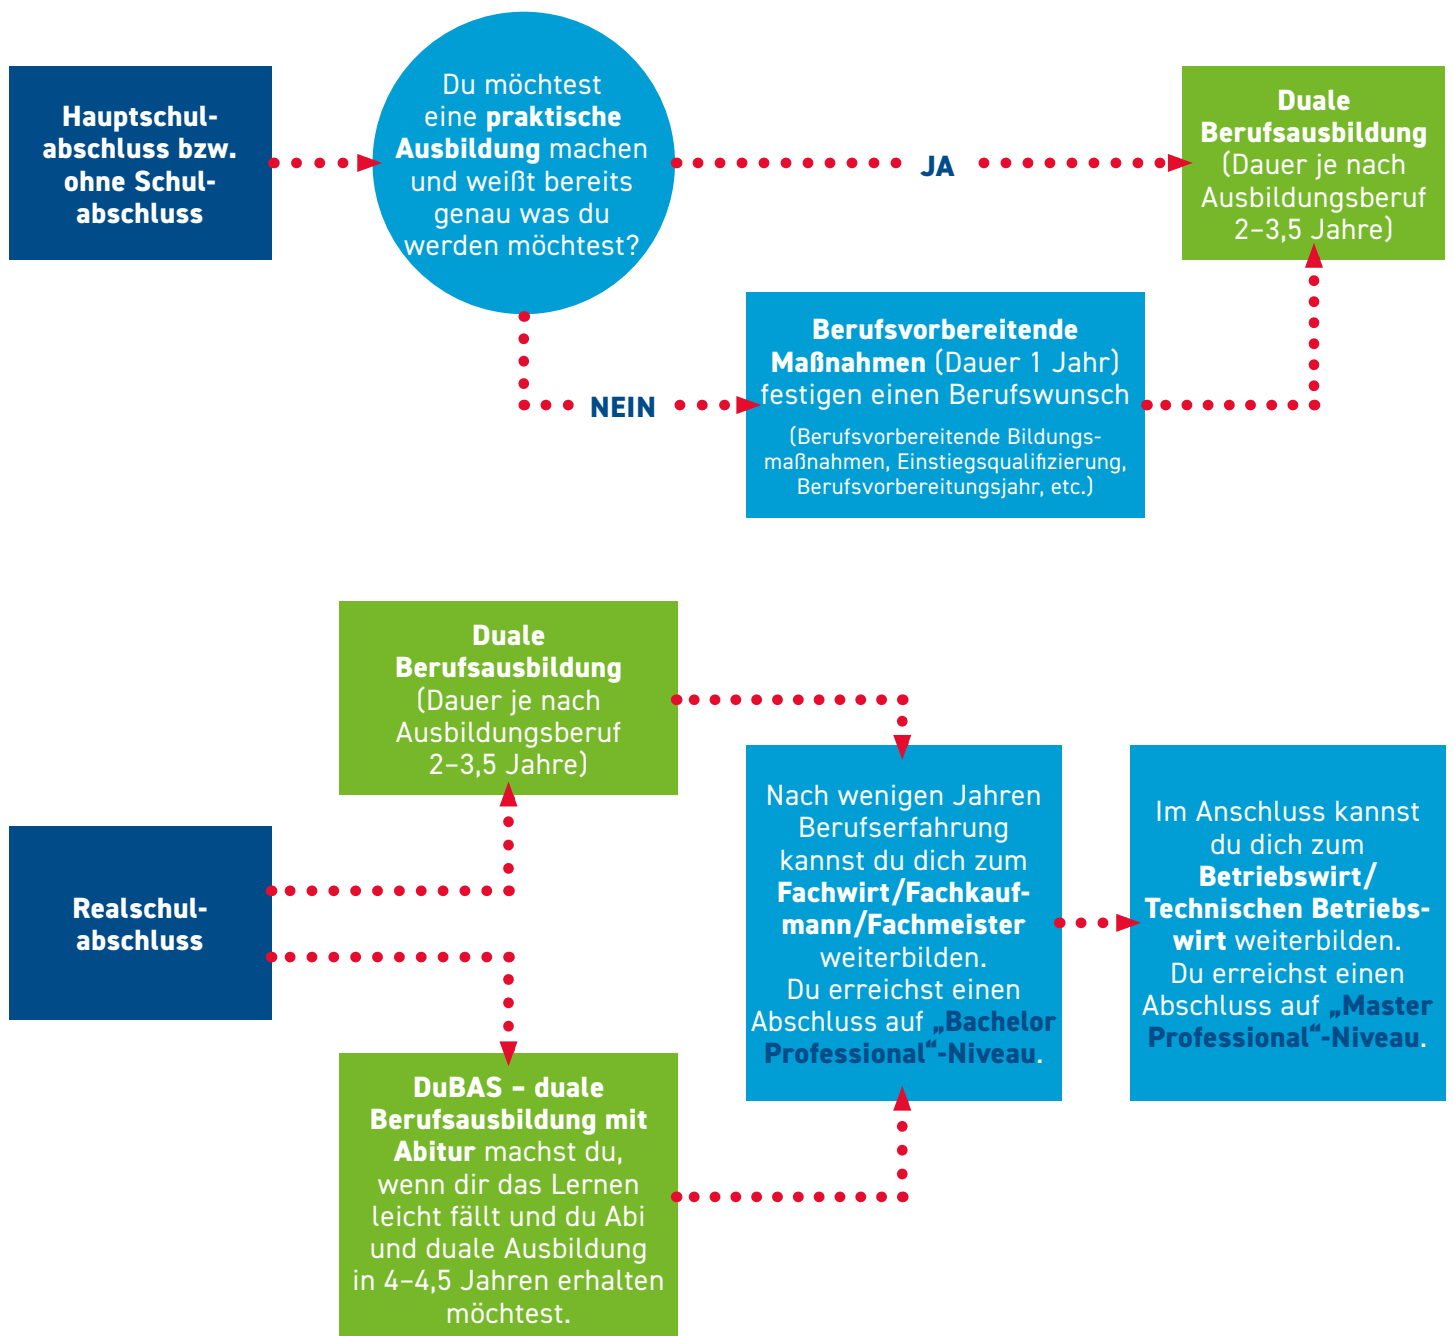 Hauptschul-
abschluss bzw.
ohne Schul-
abschluss
Du möchtest
eine praktische
Ausbildung machen
und weißt bereits
genau was du
werden möchtest?
JA
Duale
Berufsausbildung
(Dauer je nach
Ausbildungsberuf
2–3,5 Jahre)
NEIN
Berufsvorbereitende
Maßnahmen (Dauer 1 Jahr)
festigen einen Berufswunsch
(Berufsvorbereitende Bildungs-
maßnahmen, Einstiegsqualifizierung,
Berufsvorbereitungsjahr, etc.)
Realschul-
abschluss
Duale
Berufsausbildung
(Dauer je nach
Ausbildungsberuf
2–3,5 Jahre)
DuBAS – duale
Berufsausbildung mit
Abitur machst du,
wenn dir das Lernen
leicht fällt und du Abi
und duale Ausbildung
in 4–4,5 Jahren erhalten
möchtest.
Nach wenigen Jahren
Berufserfahrung
kannst du dich zum
Fachwirt/Fachkauf-
mann/Fachmeister
weiterbilden.
Du erreichst einen
Abschluss auf „Bachelor
Professional“-Niveau.
Im Anschluss kannst
du dich zum
Betriebswirt/
Technischen Betriebs-
wirt weiterbilden.
Du erreichst einen
Abschluss auf „Master
Professional“-Niveau.